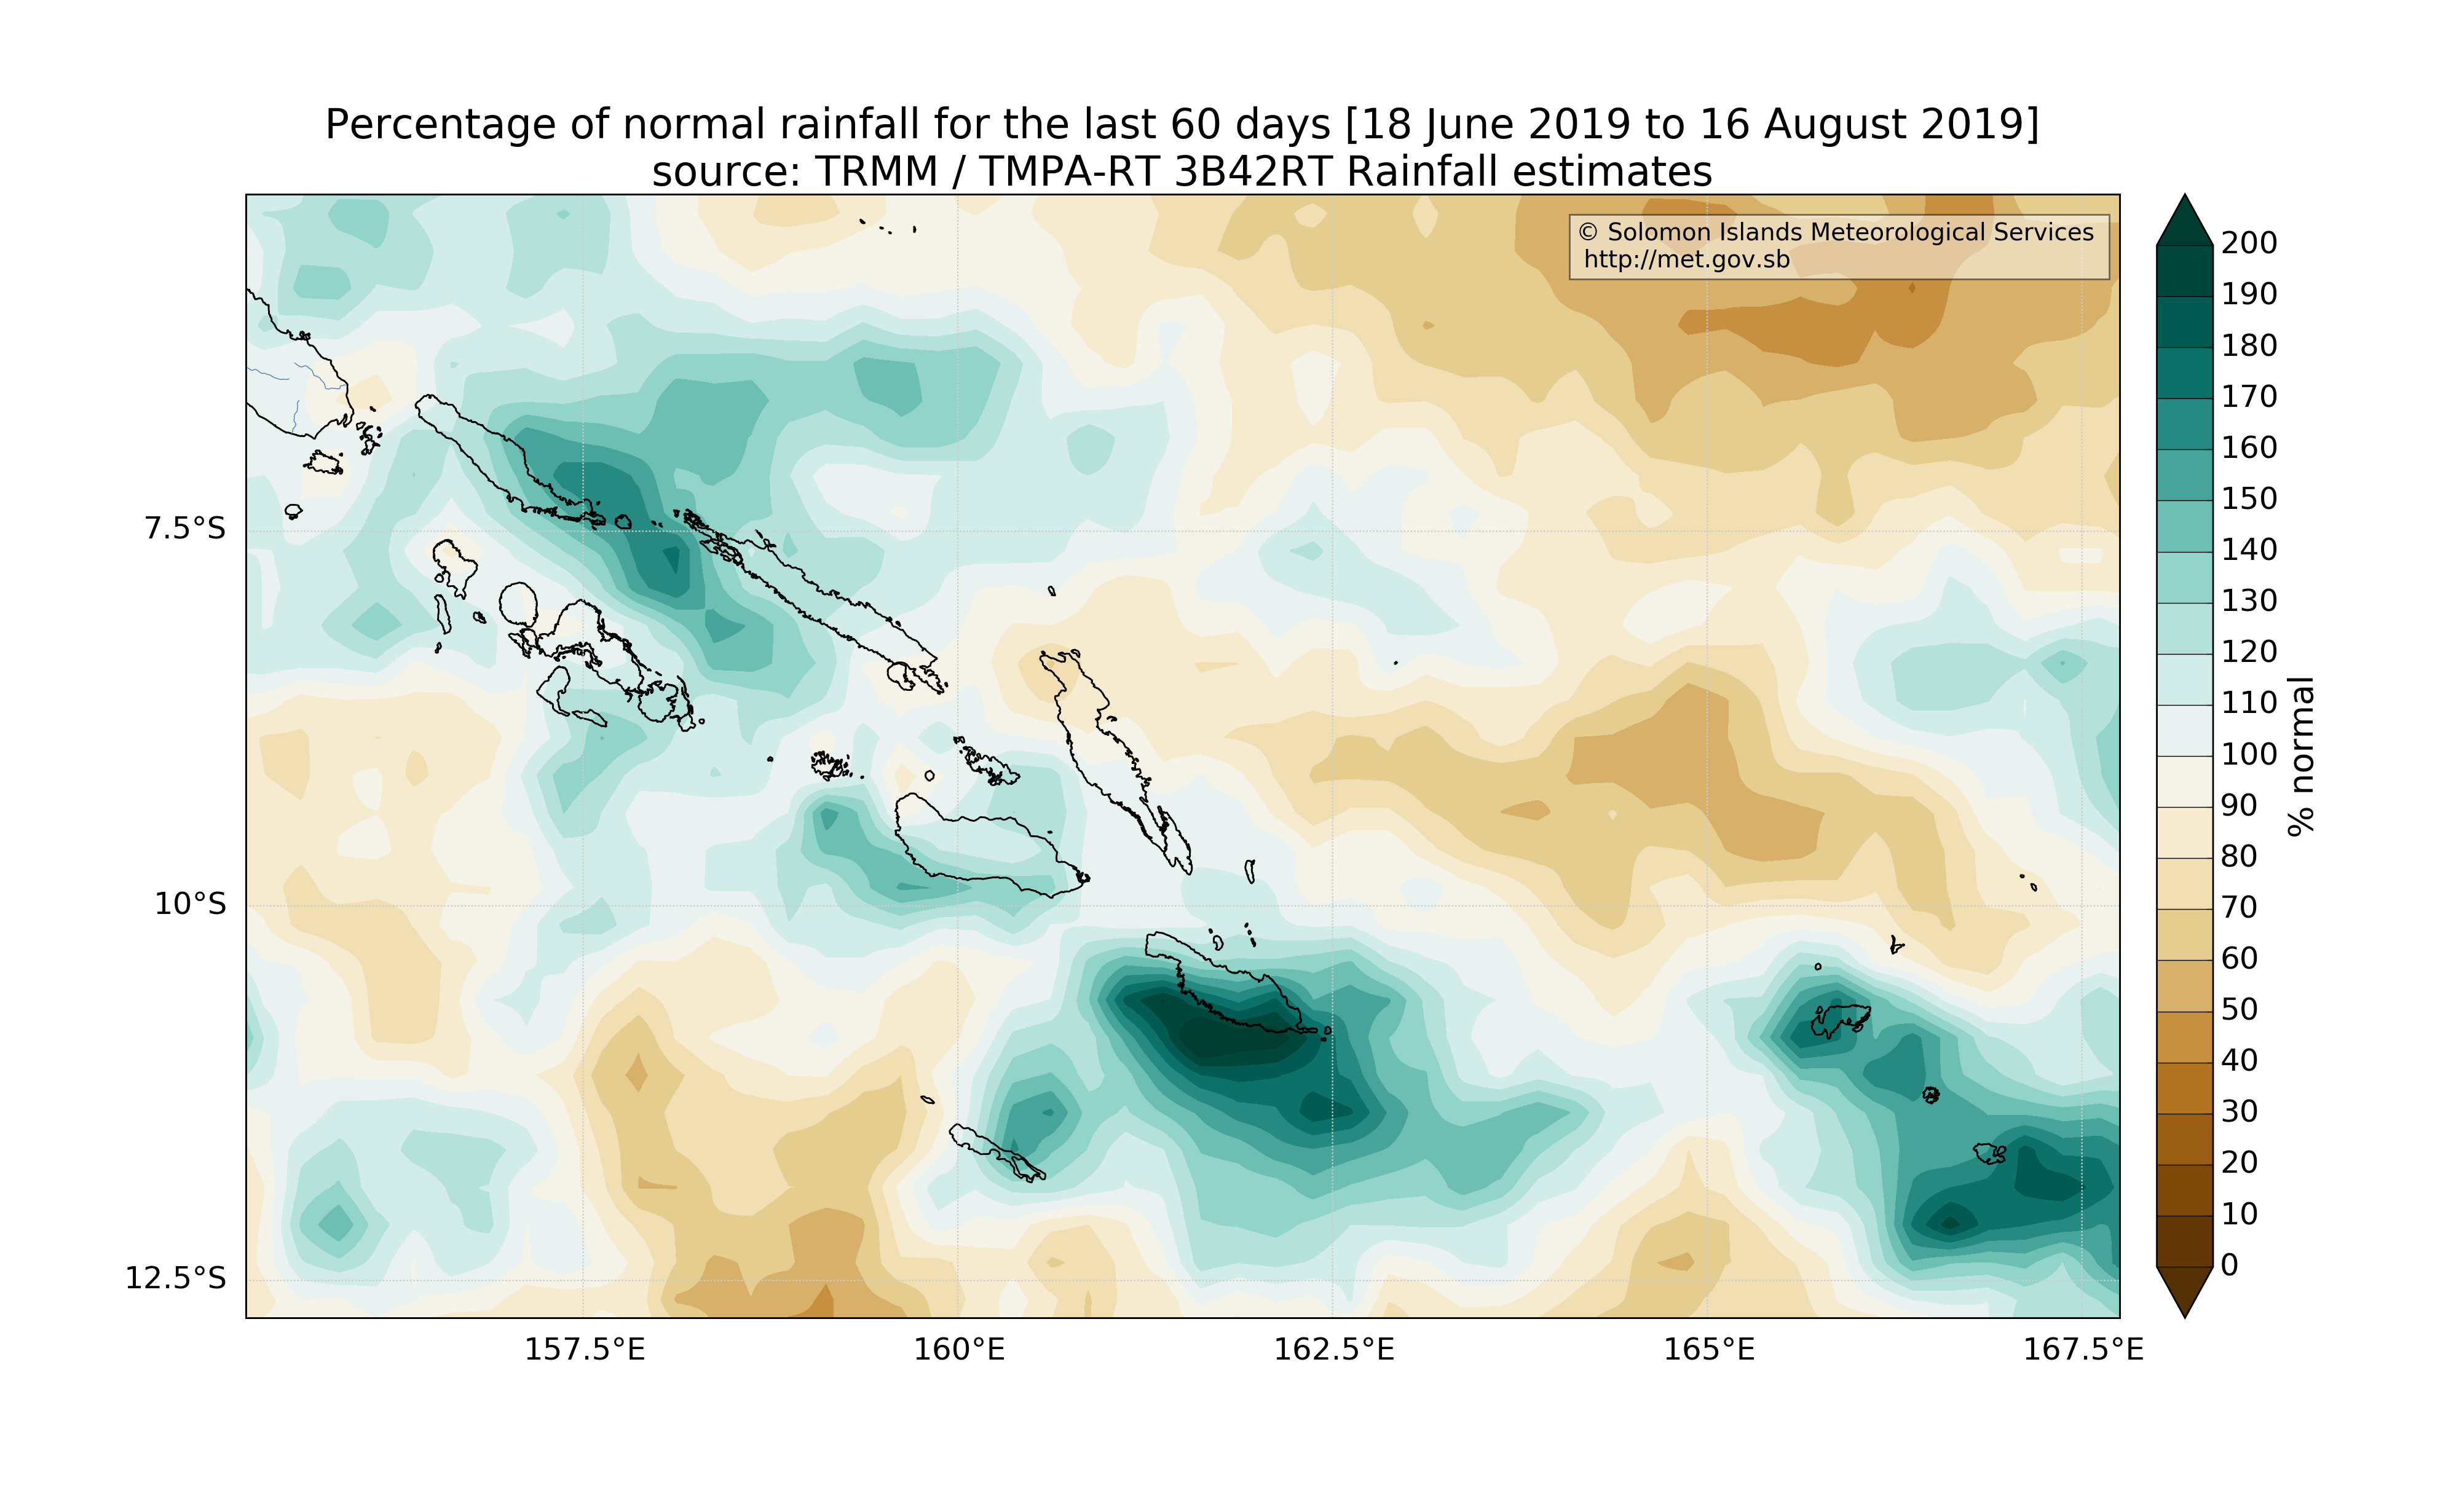 Percentage of normal rainfall for the last 60 days [18 June 2019 to 16 August 2019]
source: TRMM / TMPA-RT 3B42RT Rainfall estimates
© Solomon Islands Meteorological Services
http://met.gov.sb
7.5°S
10°S
12.5°S
157.5°E
160°E
162.5°E
165°E
167.5°E
200
190
180
170
160
150
140
130
120
110
100
90
80
70
60
50
40
30
20
10
0
% normal